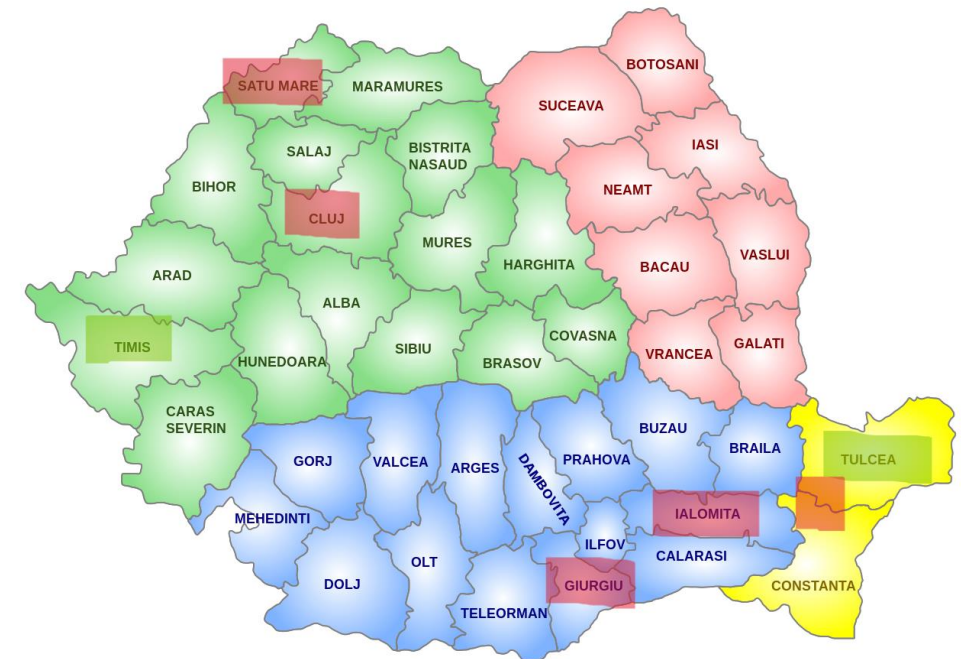 BOTOSANI
SATU MARE
MARAMURES
SUCEAVA
IASI
SALAJ
BISTRITA
NASAUD
BIHOR
NEAMT
CLUJ
MURES
VASLUI
HARGHITA
BACAU
ARAD
ALBA
COVASNA
GALATI
TIMIS
SIBIU
VRANCEA
HUNEDOARA
BRASOV
CARAS
SEVERIN
BUZAU
BRAILA
GORJ
VALCEA
ARGES
PRAHOVA
TULCEA
DAMBOVITA
IALOMITA
MEHEDINTI
ILFOV
CALARASI
OLT
DOLJ
GIURGIU
CONSTANTA
TELEORMAN